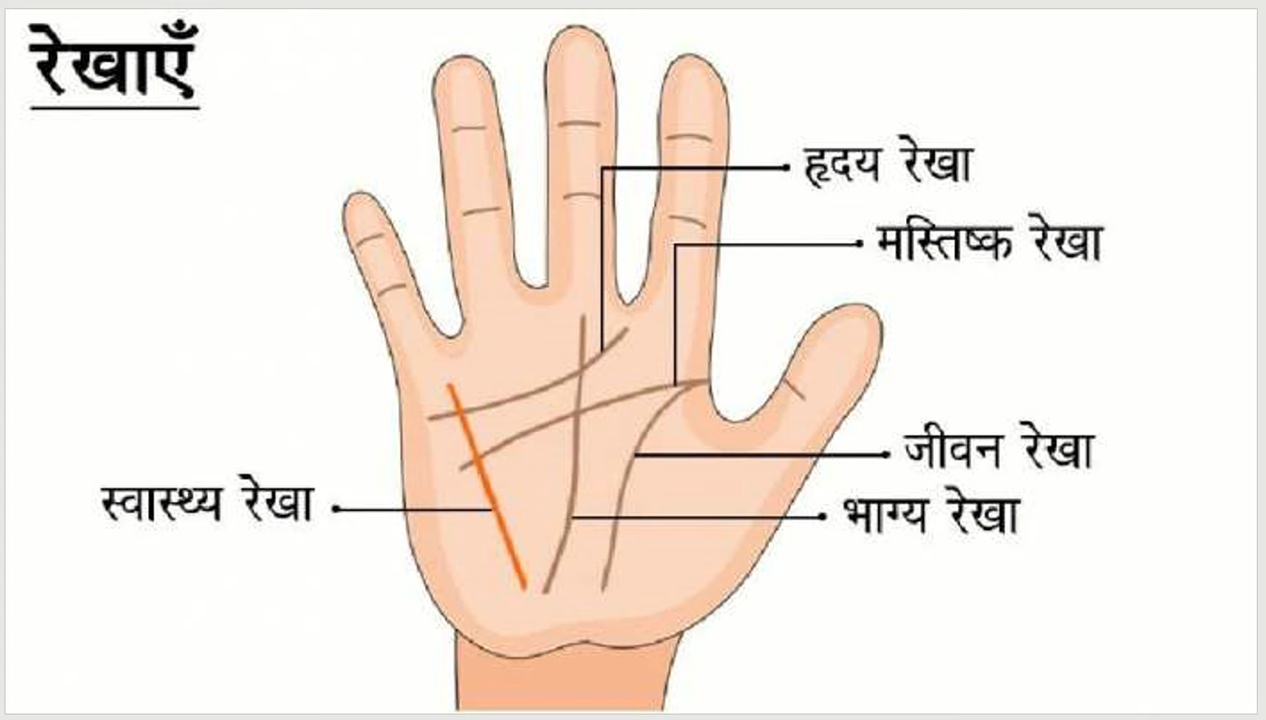 रेखाएँ
हृदय रेखा
मस्तिष्क रेखा
जीवन रेखा
स्वास्थ्य रेखा
भाग्य रेखा